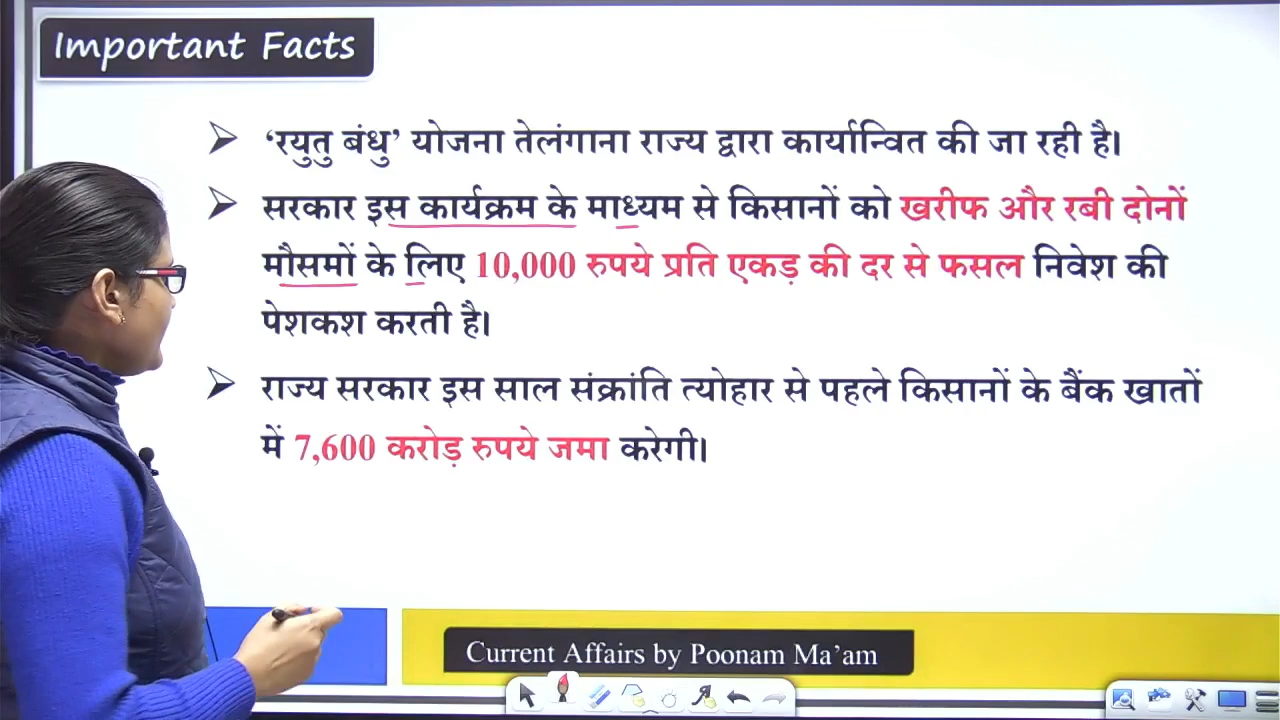 Important Facts
‘रयुतु बंधु’ योजना तेलंगाना राज्य द्वारा कार्यान्वित की जा रही है।
सरकार इस कार्यक्रम के माध्यम से किसानों को खरीफ और रबी दोनों
मौसमों के लिए 10,000 रुपये प्रति एकड़ की दर से फसल निवेश की
पेशकश करती है।
राज्य सरकार इस साल संक्रांति त्योहार से पहले किसानों के बैंक खातों
में 7,600 करोड़ रुपये जमा करेगी।
Current Affairs by Poonam Ma’am